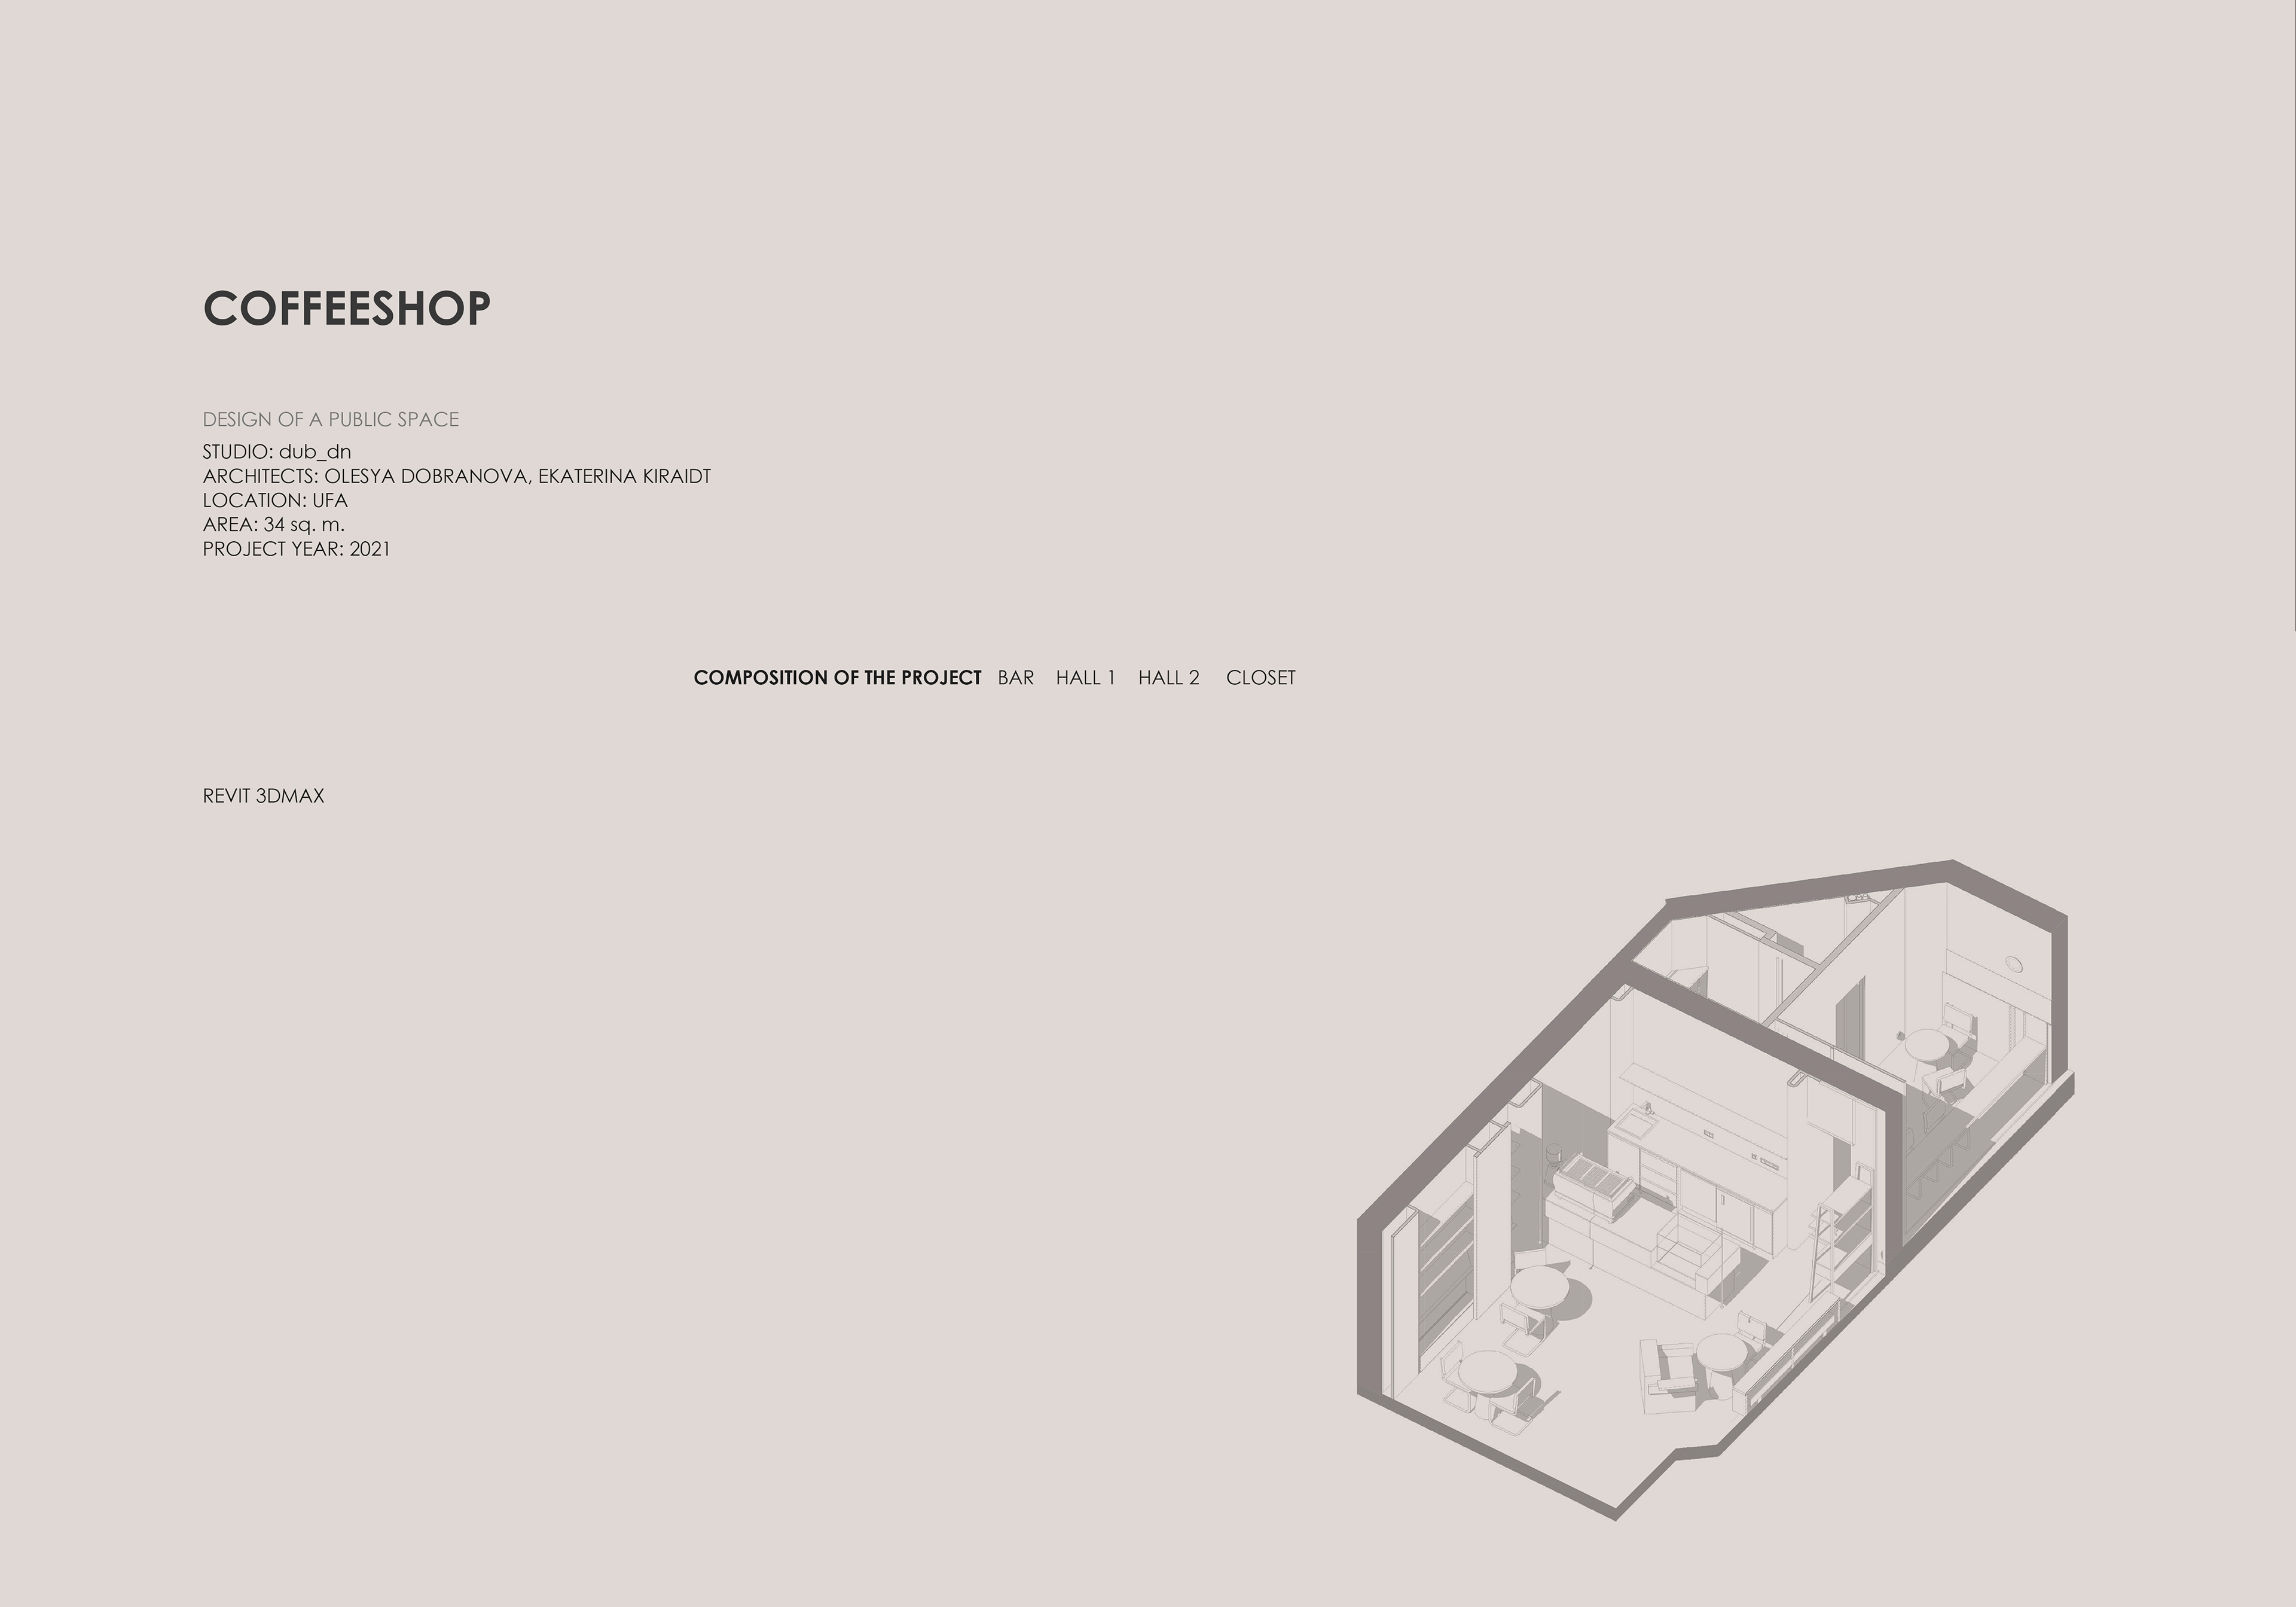 COFFEESHOP
DESIGN OF A PUBLIC SPACE
STUDIO: dub_dn
ARCHITECTS: OLESYA DOBRANOVA, EKATERINA KIRAIDT
LOCATION: UFA
AREA: 34 sq. m.
PROJECT YEAR: 2021
COMPOSITION OF THE PROJECT BAR HALL 1 HALL 2 CLOSET
REVIT 3DMAX